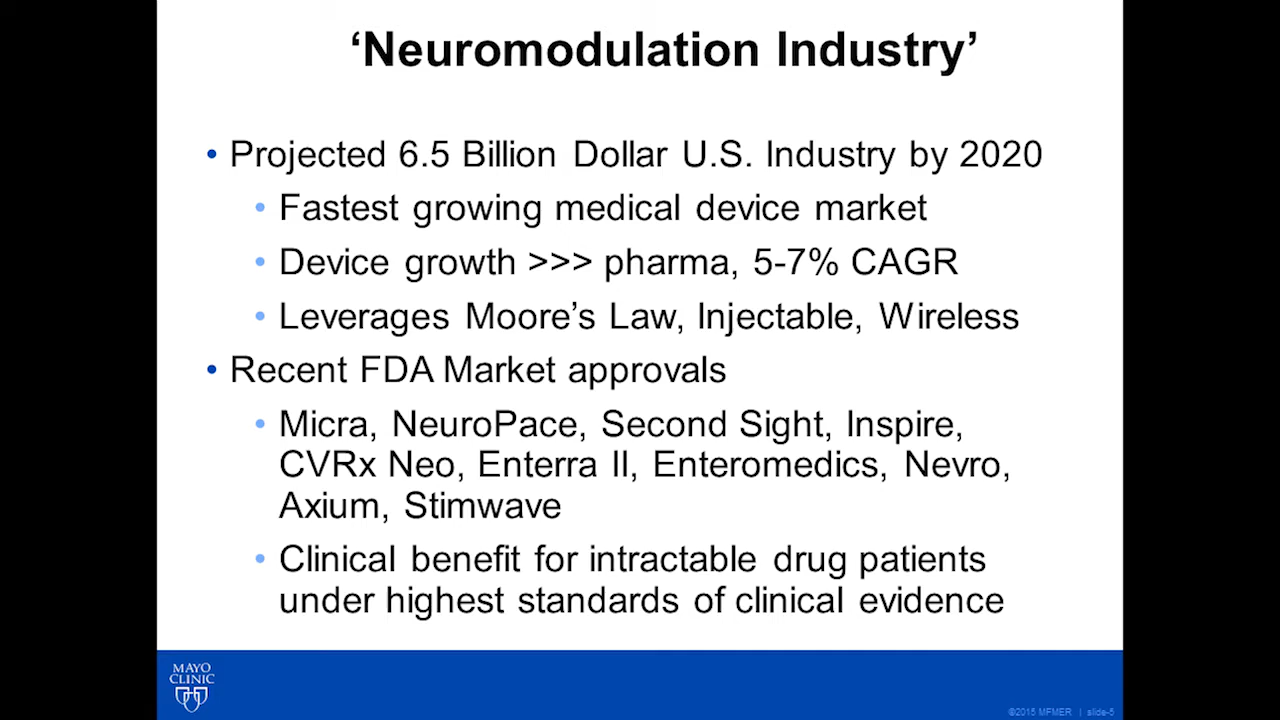 ‘Neuromodulation Industry’
• Projected 6.5 Billion Dollar U.S. Industry by 2020
• Fastest growing medical device market
• Device growth >>> pharma, 5-7% CAGR
• Leverages Moore’s Law, Injectable, Wireless
• Recent FDA Market approvals
• Micra, NeuroPace, Second Sight, Inspire,
CVRx Neo, Enterra II, Enteromedics, Nevro,
Axium, Stimwave
• Clinical benefit for intractable drug patients
under highest standards of clinical evidence
MAYO
CLINIC
©2015 MFMER | slide-5